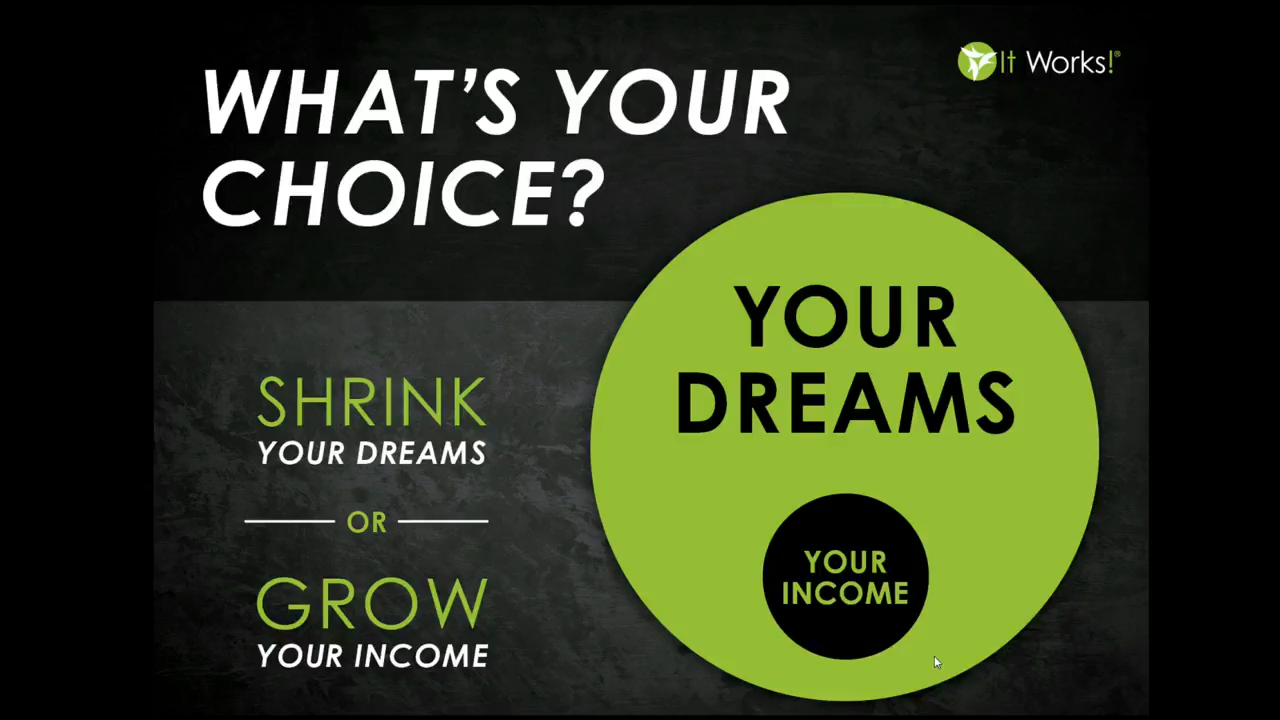 It Works!®
WHAT'S YOUR
CHOICE?
YOUR
DREAMS
SHRINK
YOUR DREAMS
OR
GROW
YOUR INCOME
YOUR
INCOME